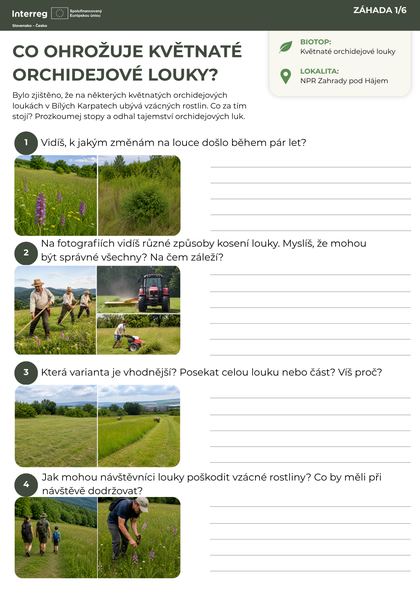 Interreg
Spolufinancovaný
Evropskou unií
Slovensko – Česko
ZÁHADA 1/6
CO OHROŽUJE KVĚTNATÉ
ORCHIDEJOVÉ LOUKY?
BIOTOP:
Květnaté orchidejové louky
LOKALITA:
NPR Zahrady pod Hájem
Bylo zjištěno, že na některých květnatých orchidejových
loukách v Bílých Karpatech ubývá vzácných rostlin. Co za tím
stojí? Prozkoumej stopy a odhal tajemství orchidejových luk.
1 Vidíš, k jakým změnám na louce došlo během pár let?
Na fotografiích vidíš různé způsoby kosení louky. Myslíš, že mohou
2 být správné všechny? Na čem záleží?
3 Která varianta je vhodnější? Posekat celou louku nebo část? Víš proč?
Jak mohou návštěvníci louky poškodit vzácné rostliny? Co by měli při
4 návštěvě dodržovat?